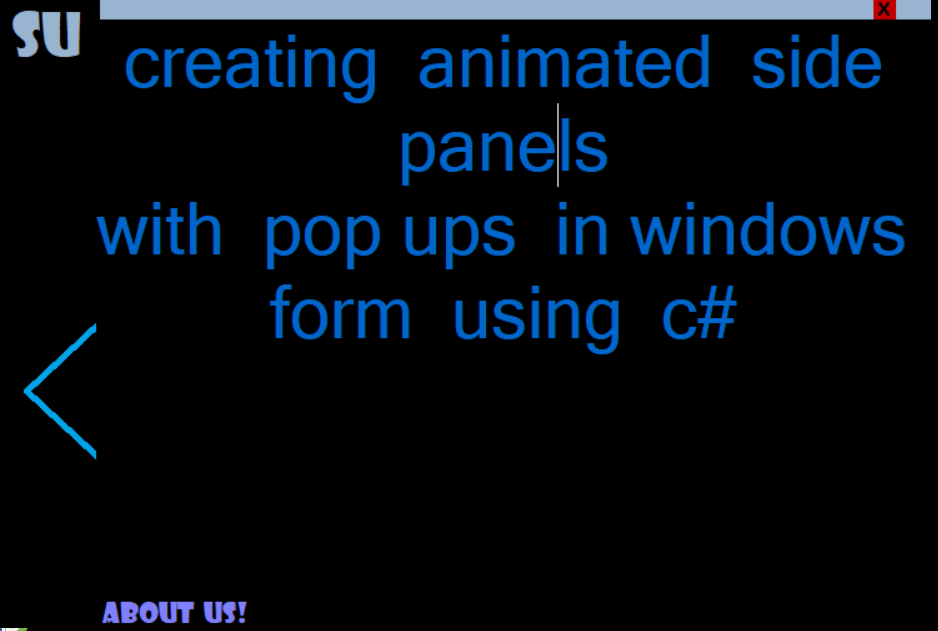 SU
X
creating animated side
panels
with pop ups in windows
form using c#
ABOUT US!